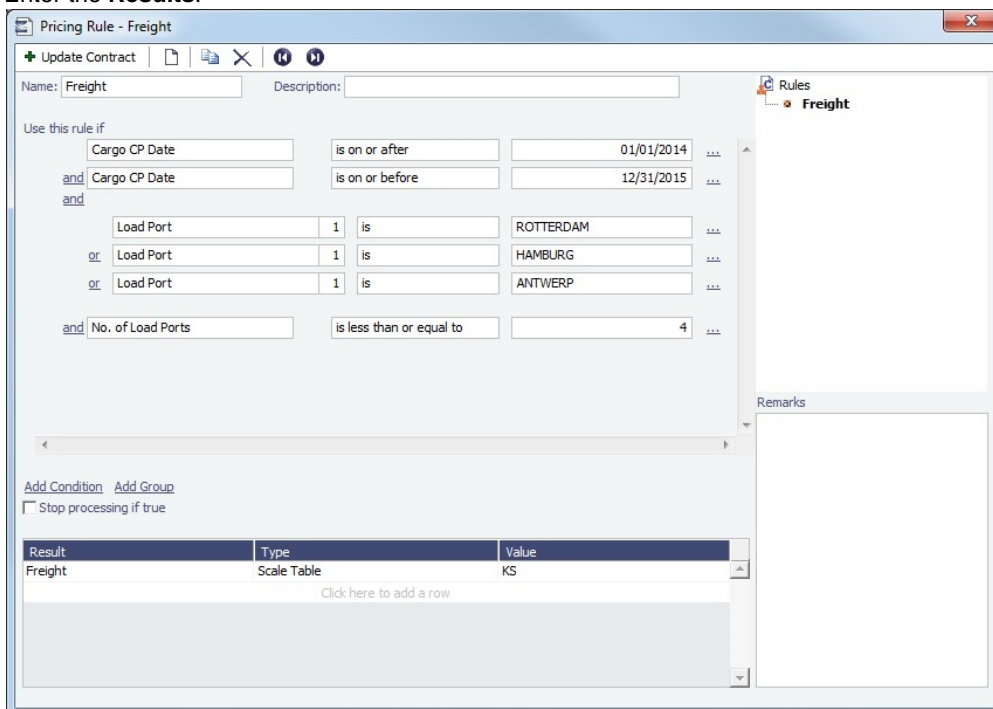 Enter the Results.
Pricing Rule - Freight
Update Contract
Name: Freight Description:
Rules
Freight
Use this rule if
Cargo CP Date is on or after 01/01/2014 ...
and Cargo CP Date is on or before 12/31/2015 ...
and
Load Port 1 is ROTTERDAM ...
or Load Port 1 is HAMBURG ...
or Load Port 1 is ANTWERP ...
and No. of Load Ports is less than or equal to 4 ...
Remarks
Add Condition Add Group
Stop processing if true
Result Type Value
Freight Scale Table KS
Click here to add a row